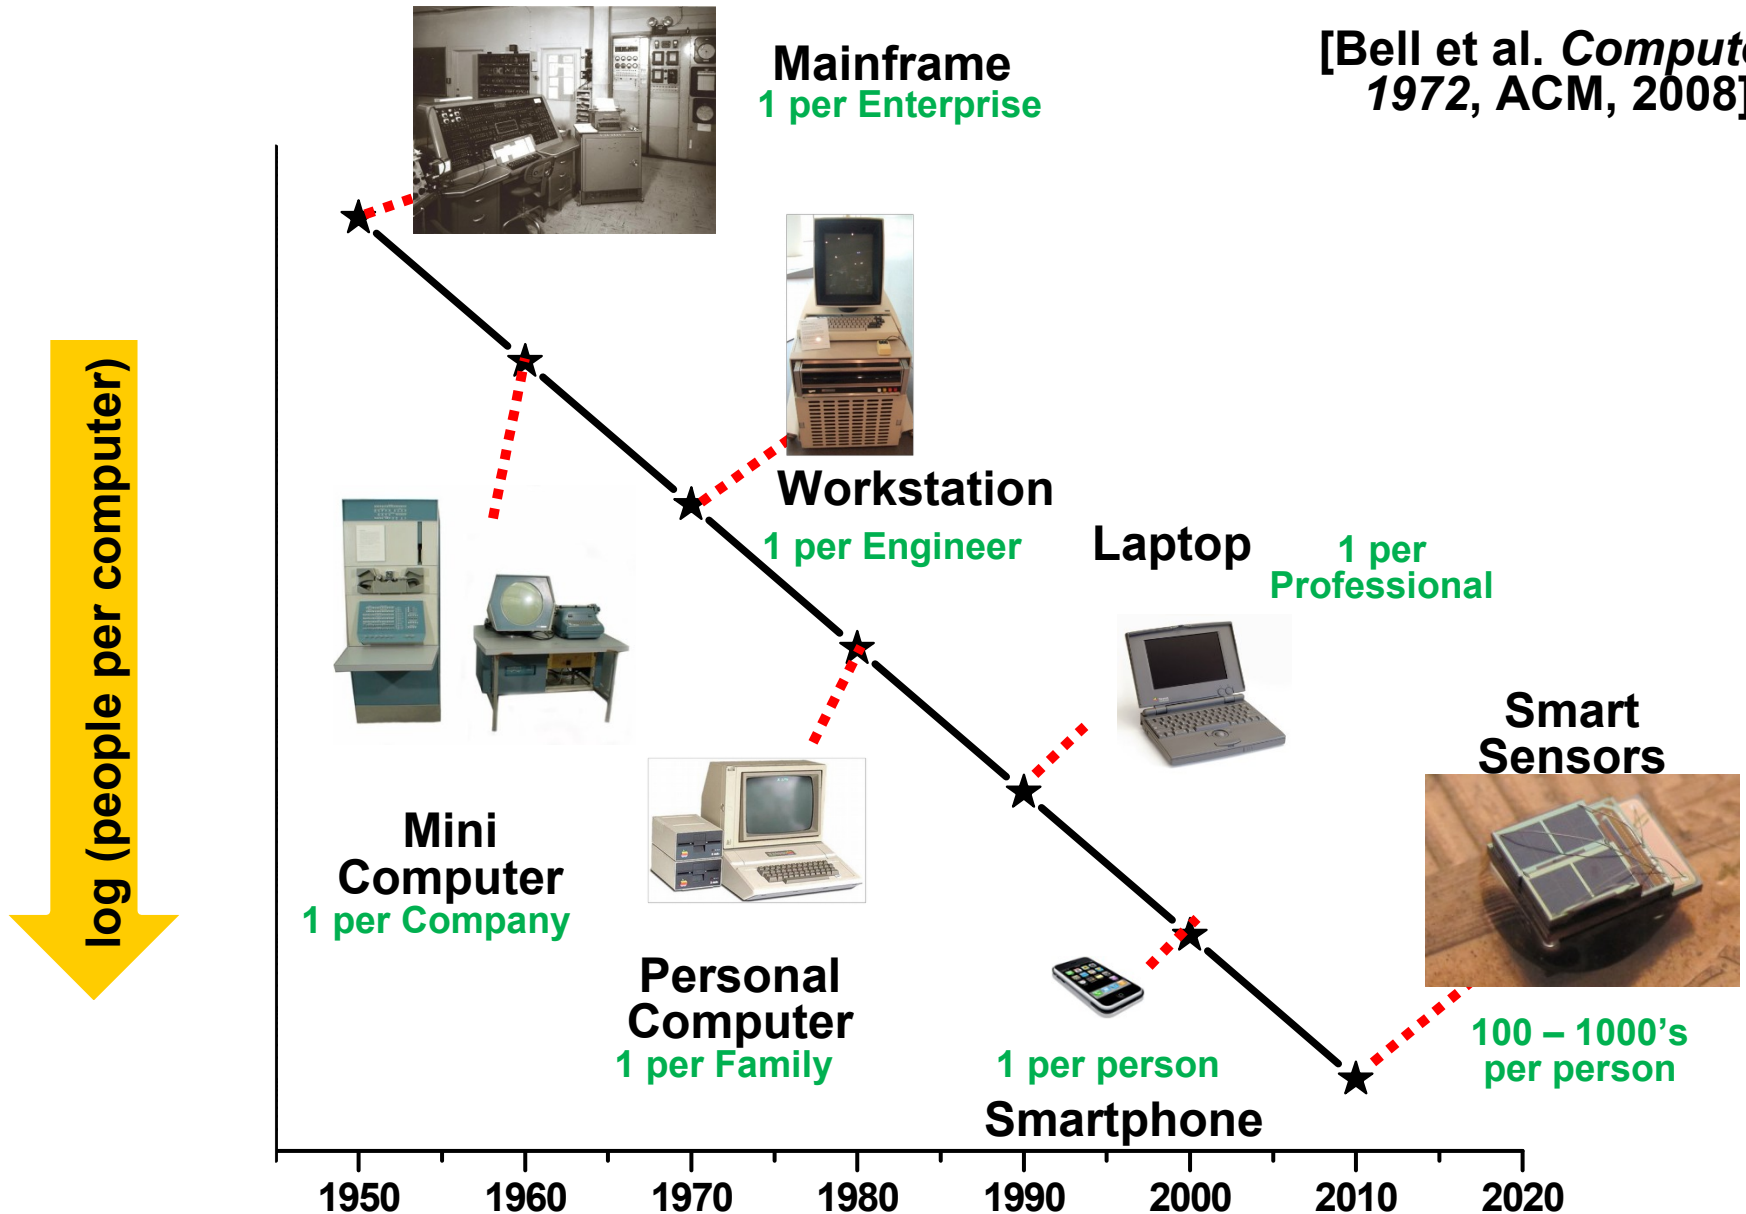 Mainframe
1 per Enterprise
[Bell et al. Compute
1972, ACM, 2008]
log (people per computer)
Workstation
1 per Engineer
Laptop
1 per
Professional
Smart
Sensors
Mini
Computer
1 per Company
Personal
Computer
1 per Family
1 per person
Smartphone
100 – 1000's
per person
1950 1960 1970 1980 1990 2000 2010 2020